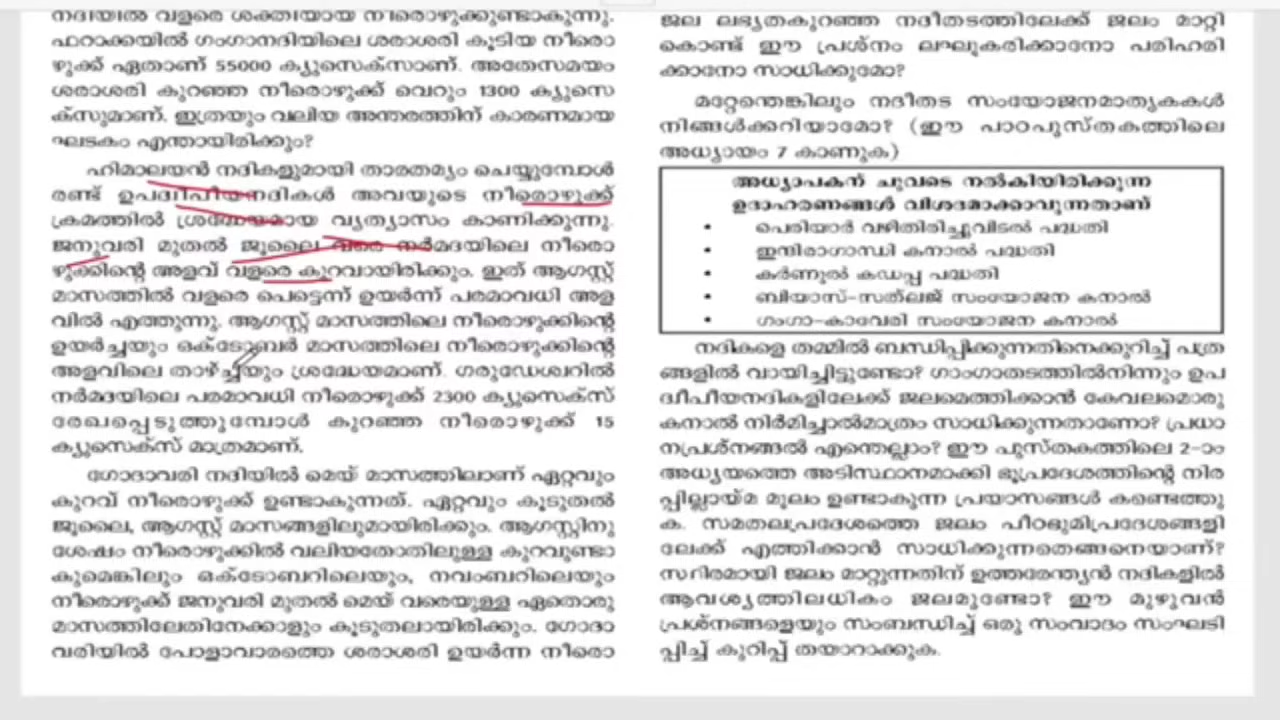 നദിയിൽ വളരെ ശക്തിയായ നീരൊഴുക്കുണ്ടാകുന്നു.
ഫറാക്കയിൽ ഗംഗാനദിയിലെ ശരാശരി കൂടിയ നീരൊ
ഴുക്ക് ഏതാണ് 55000 ക്യുസെക്സാണ്. അതേസമയം
ശരാശരി കുറഞ്ഞ നീരൊഴുക്ക് വെറും 1300 ക്യുസെ
ക്സുമാണ്. ഇത്രയും വലിയ അന്തരത്തിന് കാരണമായ
ഘടകം എന്തായിരിക്കും?
ഹിമാലയൻ നദികളുമായി താരതമ്യം ചെയ്യുമ്പോൾ
രണ്ട് ഉപദ്വീപീയനദികൾ അവയുടെ നീരൊഴുക്ക്
ക്രമത്തിൽ ശ്രദ്ധേയമായ വ്യത്യാസം കാണിക്കുന്നു.
ജനുവരി മുതൽ ജൂലൈ വരെ നർമദയിലെ നീരൊ
ഴുക്കിന്റെ അളവ് വളരെ കുറവായിരിക്കും. ഇത് ആഗസ്റ്റ്
മാസത്തിൽ വളരെ പെട്ടെന്ന് ഉയർന്ന് പരമാവധി അള
വിൽ എത്തുന്നു. ആഗസ്റ്റ് മാസത്തിലെ നീരൊഴുക്കിന്റെ
ഉയർച്ചയും ഒക്ടോബർ മാസത്തിലെ നീരൊഴുക്കിന്റെ
അളവിലെ താഴ്ച്ചയും ശ്രദ്ധേയമാണ്. ഗരുഡേശ്വറിൽ
നർമദയിലെ പരമാവധി നീരൊഴുക്ക് 2300 ക്യുസെക്സ്
രേഖപ്പെടുത്തുമ്പോൾ കുറഞ്ഞ നീരൊഴുക്ക് 15
ക്യുസെക്സ് മാത്രമാണ്.
ഗോദാവരി നദിയിൽ മെയ് മാസത്തിലാണ് ഏറ്റവും
കുറവ് നീരൊഴുക്ക് ഉണ്ടാകുന്നത്. ഏറ്റവും കൂടുതൽ
ജൂലൈ, ആഗസ്റ്റ് മാസങ്ങളിലുമായിരിക്കും. ആഗസ്റ്റിനു
ശേഷം നീരൊഴുക്കിൽ വലിയതോതിലുള്ള കുറവുണ്ടാ
കുമെങ്കിലും ഒക്ടോബറിലെയും, നവംബറിലെയും
നീരൊഴുക്ക് ജനുവരി മുതൽ മെയ് വരെയുള്ള ഏതൊരു
മാസത്തിലേതിനേക്കാളും കൂടുതലായിരിക്കും. ഗോദാ
വരിയിൽ പോളാവാരത്തെ ശരാശരി ഉയർന്ന നീരൊ
ജല ലഭ്യതകുറഞ്ഞ നദീതടത്തിലേക്ക് ജലം മാറ്റി
കൊണ്ട് ഈ പ്രശ്നം ലഘുകരിക്കാനോ പരിഹരി
ക്കാനോ സാധിക്കുമോ?
മറ്റേന്തെങ്കിലും നദീതട സംയോജനമാതൃകകൾ
നിങ്ങൾക്കറിയാമോ? (ഈ പാഠപുസ്തകത്തിലെ
അധ്യായം 7 കാണുക)
അധ്യാപകന് ചുവടെ നൽകിയിരിക്കുന്ന
ഉദാഹരണങ്ങൾ വിശദമാക്കാവുന്നതാണ്
• പെരിയാർ വഴിതിരിച്ചുവിടൽ പദ്ധതി
• ഇന്ദിരാഗാന്ധി കനാൽ പദ്ധതി
• കർണുൽ കഡപ്പ പദ്ധതി
• ബിയാസ്-സത്‌ലജ് സംയോജന കനാൽ
• ഗംഗാ-കാവേരി സംയോജന കനാൽ
നദികളെ തമ്മിൽ ബന്ധിപ്പിക്കുന്നതിനെക്കുറിച്ച് പത്ര
ങ്ങളിൽ വായിച്ചിട്ടുണ്ടോ? ഗാംഗാതടത്തിൽനിന്നും ഉപ
ദ്വീപീയനദികളിലേക്ക് ജലമെത്തിക്കാൻ കേവലമൊരു
കനാൽ നിർമിച്ചാൽമാത്രം സാധിക്കുന്നതാണോ? പ്രധാ
നപ്രശ്നങ്ങൽ എന്തെല്ലാം? ഈ പുസ്തകത്തിലെ 2-ാം
അധ്യയത്തെ അടിസ്ഥാനമാക്കി ഭൂപ്രദേശത്തിന്റെ നിര
പ്പില്ലായ്മ മൂലം ഉണ്ടാകുന്ന പ്രയാസങ്ങൾ കണ്ടെത്തു
ക. സമതലപ്രദേശത്തെ ജലം പീഠഭൂമിപ്രദേശങ്ങളി
ലേക്ക് എത്തിക്കാൻ സാധിക്കുന്നതെങ്ങനെയാണ്?
സ്ഥിരമായി ജലം മാറ്റുന്നതിന് ഉത്തരേന്ത്യൻ നദികളിൽ
ആവശ്യത്തിലധികം ജലമുണ്ടോ? ഈ മുഴുവൻ
പ്രശ്നങ്ങളെയും സംബന്ധിച്ച് ഒരു സംവാദം സംഘടി
പ്പിച്ച് കുറിപ്പ് തയാറാക്കുക.